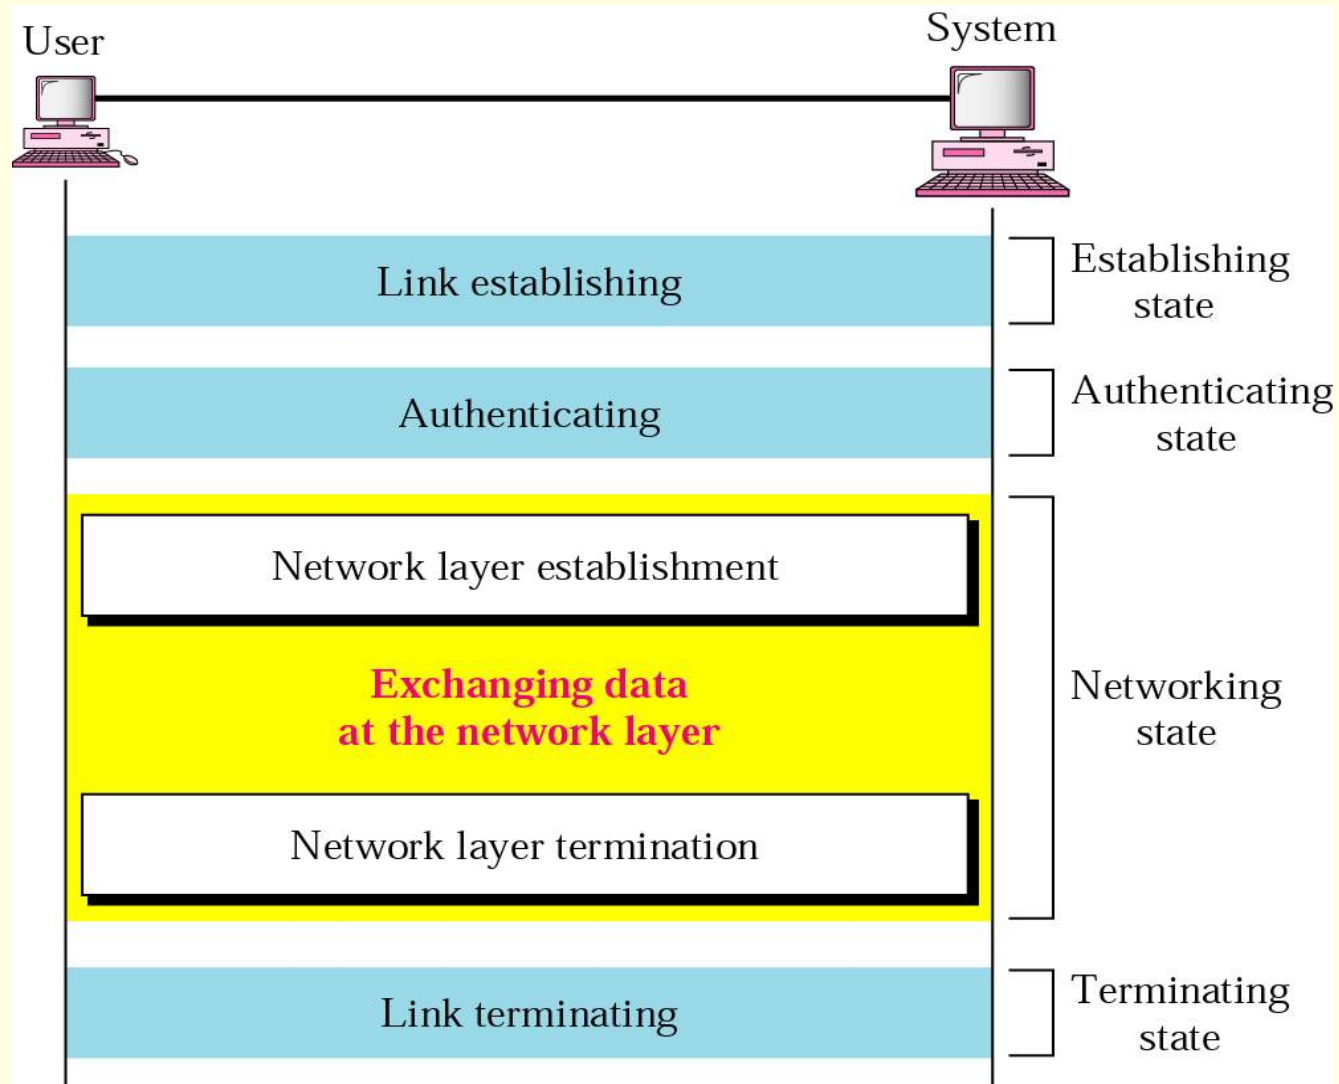 User
System
Link establishing
Establishing
state
Authenticating
Authenticating
state
Network layer establishment
Exchanging data
at the network layer
Networking
state
Network layer termination
Link terminating
Terminating
state